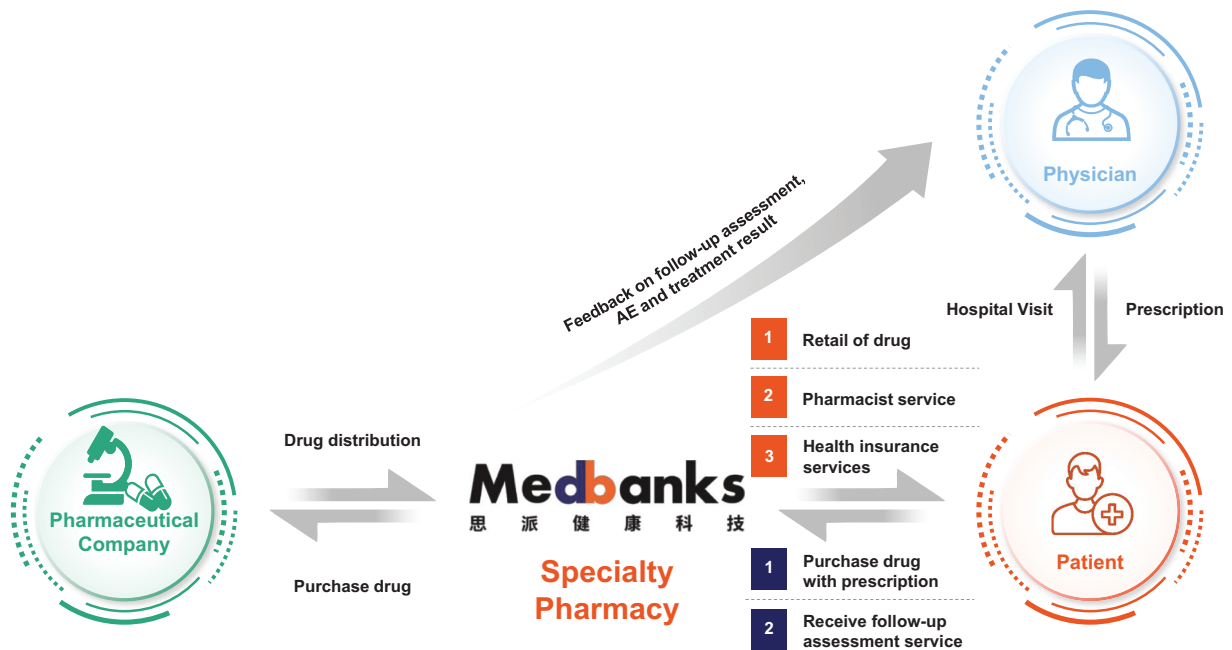 Physician
Feedback on follow-up assessment,
AE and treatment result
Hospital Visit
Prescription
1
Retail of drug
2
Pharmacist service
3
Health insurance
services
Drug distribution
Pharmaceutical
Company
Purchase drug
Medbanks
思派健康科技
Specialty
Pharmacy
1
Purchase drug
with prescription
2
Receive follow-up
assessment service
Patient